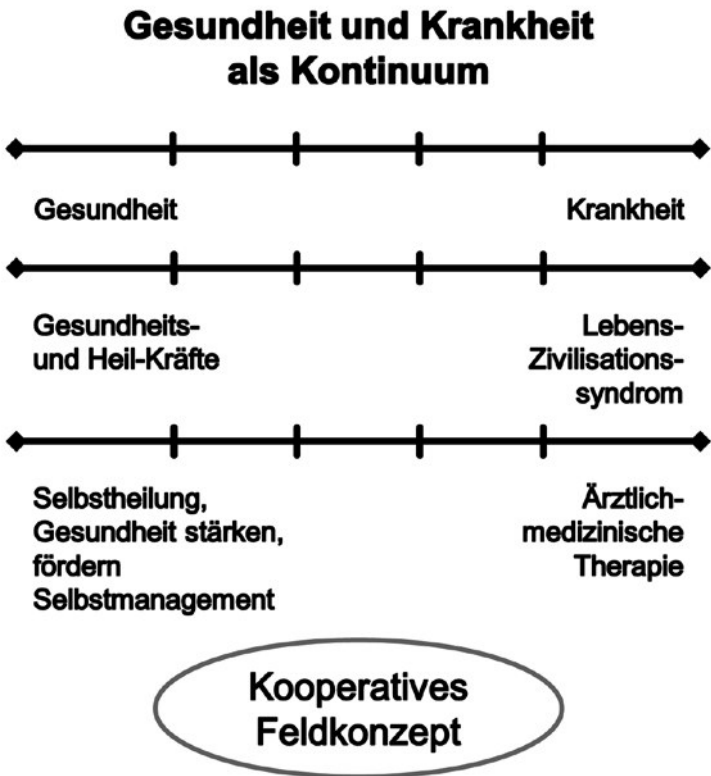 Gesundheit und Krankheit
als Kontinuum
Gesundheit
Krankheit
Gesundheits-
und Heil-Kräfte
Lebens-
Zivilisations-
syndrom
Selbstheilung,
Gesundheit stärken,
fördern
Selbstmanagement
Ärztlich-
medizinische
Therapie
Kooperatives
Feldkonzept